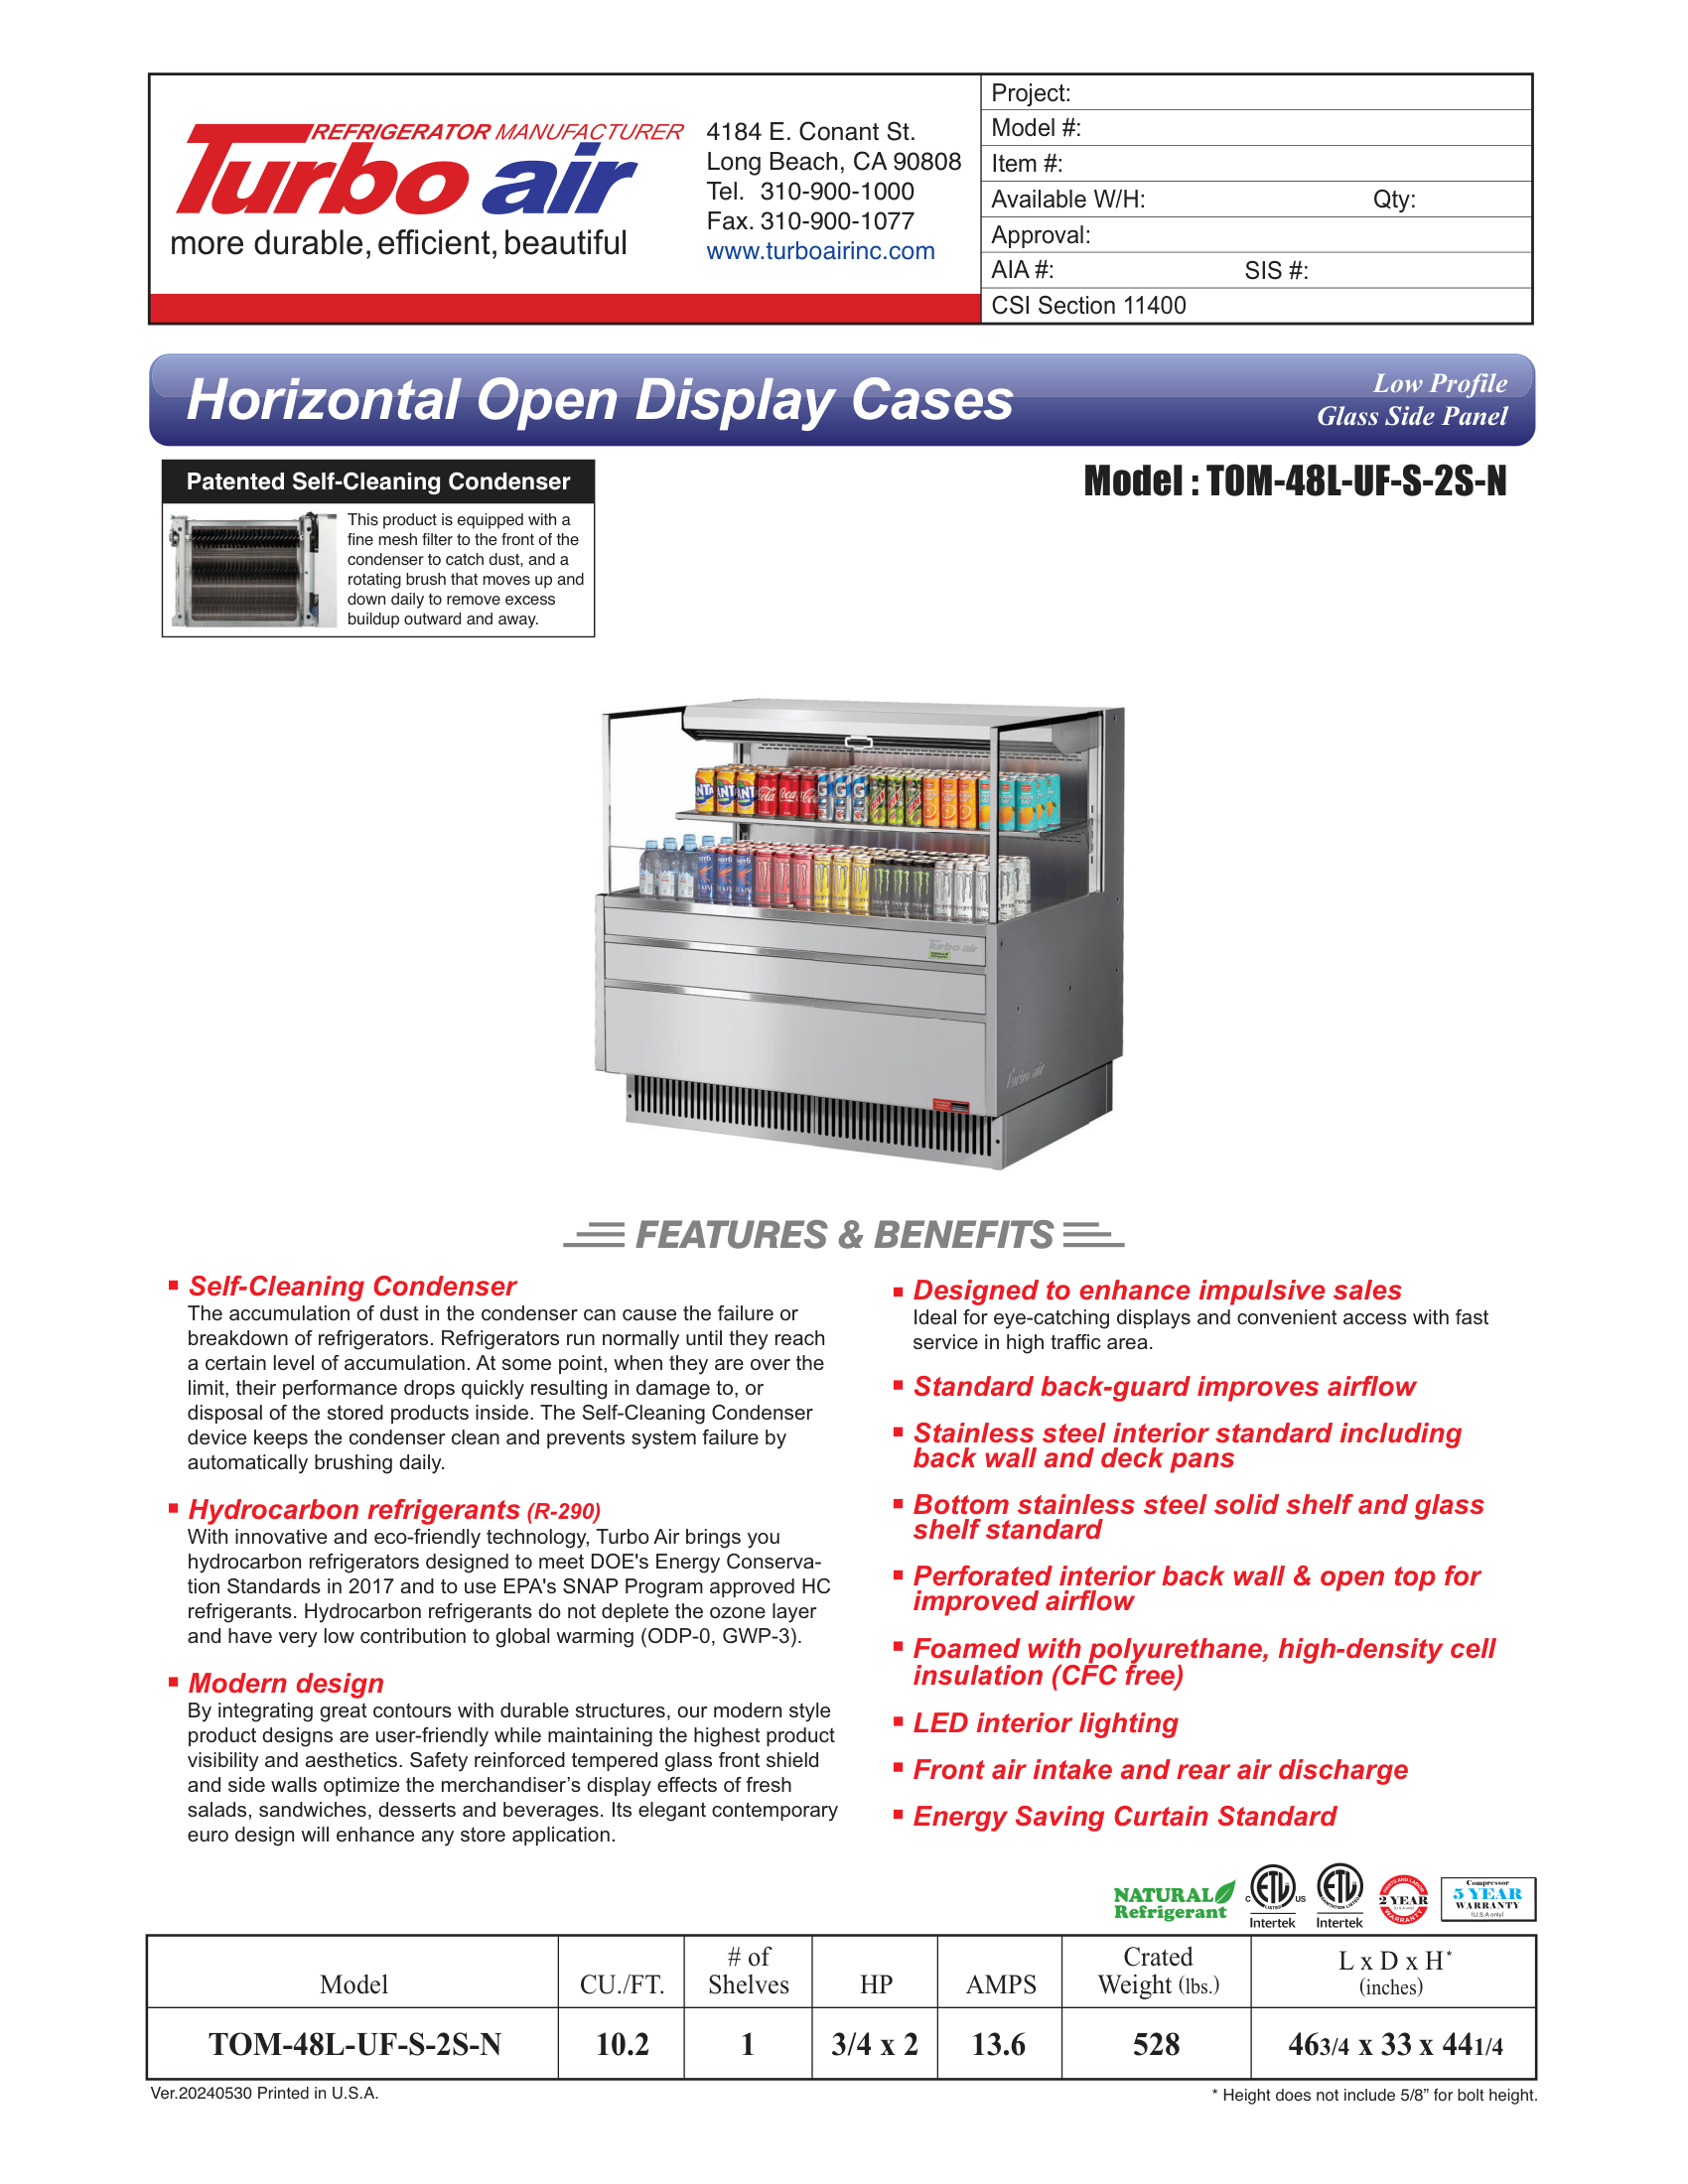 REFRIGERATOR MANUFACTURER
Turbo air
more durable, efficient, beautiful
4184 E. Conant St.
Long Beach, CA 90808
Tel. 310-900-1000
Fax. 310-900-1077
www.turboairinc.com
Project:
Model #:
Item #:
Available W/H: Qty:
Approval:
AIA #: SIS #:
CSI Section 11400
Horizontal Open Display Cases
Low Profile
Glass Side Panel
Patented Self-Cleaning Condenser
This product is equipped with a
fine mesh filter to the front of the
condenser to catch dust, and a
rotating brush that moves up and
down daily to remove excess
buildup outward and away.
Model : TOM-48L-UF-S-2S-N
Turbo air
Turbo air
FEATURES & BENEFITS
▪ Self-Cleaning Condenser
The accumulation of dust in the condenser can cause the failure or
breakdown of refrigerators. Refrigerators run normally until they reach
a certain level of accumulation. At some point, when they are over the
limit, their performance drops quickly resulting in damage to, or
disposal of the stored products inside. The Self-Cleaning Condenser
device keeps the condenser clean and prevents system failure by
automatically brushing daily.
▪ Hydrocarbon refrigerants (R-290)
With innovative and eco-friendly technology, Turbo Air brings you
hydrocarbon refrigerators designed to meet DOE's Energy Conserva-
tion Standards in 2017 and to use EPA's SNAP Program approved HC
refrigerants. Hydrocarbon refrigerants do not deplete the ozone layer
and have very low contribution to global warming (ODP-0, GWP-3).
▪ Modern design
By integrating great contours with durable structures, our modern style
product designs are user-friendly while maintaining the highest product
visibility and aesthetics. Safety reinforced tempered glass front shield
and side walls optimize the merchandiser’s display effects of fresh
salads, sandwiches, desserts and beverages. Its elegant contemporary
euro design will enhance any store application.
▪ Designed to enhance impulsive sales
Ideal for eye-catching displays and convenient access with fast
service in high traffic area.
▪ Standard back-guard improves airflow
▪ Stainless steel interior standard including
back wall and deck pans
▪ Bottom stainless steel solid shelf and glass
shelf standard
▪ Perforated interior back wall & open top for
improved airflow
▪ Foamed with polyurethane, high-density cell
insulation (CFC free)
▪ LED interior lighting
▪ Front air intake and rear air discharge
▪ Energy Saving Curtain Standard
NATURAL
Refrigerant
C ETL US
LISTED
Intertek
ETL
SANITATION LISTED
Intertek
PARTS AND LABOR
2 YEAR
(U.S.A only)
WARRANTY
Compressor
5 YEAR
WARRANTY
(U.S.A only)
Model CU./FT. # of Shelves HP AMPS Crated Weight (lbs.) L x D x H* (inches)
TOM-48L-UF-S-2S-N 10.2 1 3/4 x 2 13.6 528 46 3/4 x 33 x 44 1/4
Ver.20240530 Printed in U.S.A.
* Height does not include 5/8” for bolt height.